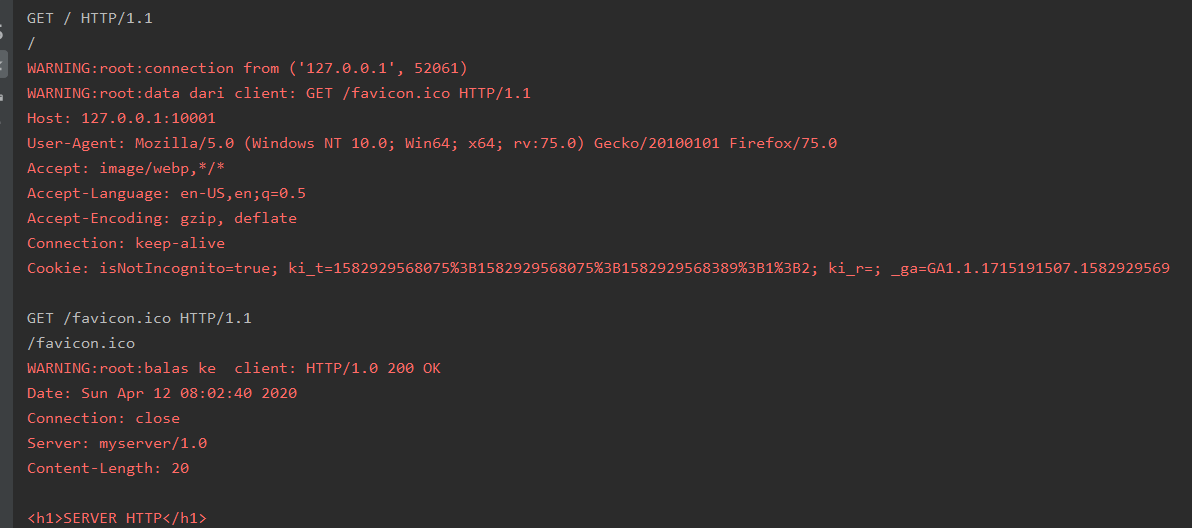 GET / HTTP/1.1
/
WARNING:root:connection from ('127.0.0.1', 52061)
WARNING:root:data dari client: GET /favicon.ico HTTP/1.1
Host: 127.0.0.1:10001
User-Agent: Mozilla/5.0 (Windows NT 10.0; Win64; x64; rv:75.0) Gecko/20100101 Firefox/75.0
Accept: image/webp,*/*
Accept-Language: en-US,en;q=0.5
Accept-Encoding: gzip, deflate
Connection: keep-alive
Cookie: isNotIncognito=true; ki_t=1582929568075%3B1582929568075%3B1582929568389%3B1%3B2; ki_r=; _ga=GA1.1.1715191507.1582929569
GET /favicon.ico HTTP/1.1
/favicon.ico
WARNING:root:balas ke  client: HTTP/1.0 200 OK
Date: Sun Apr 12 08:02:40 2020
Connection: close
Server: myserver/1.0
Content-Length: 20
<h1>SERVER HTTP</h1>